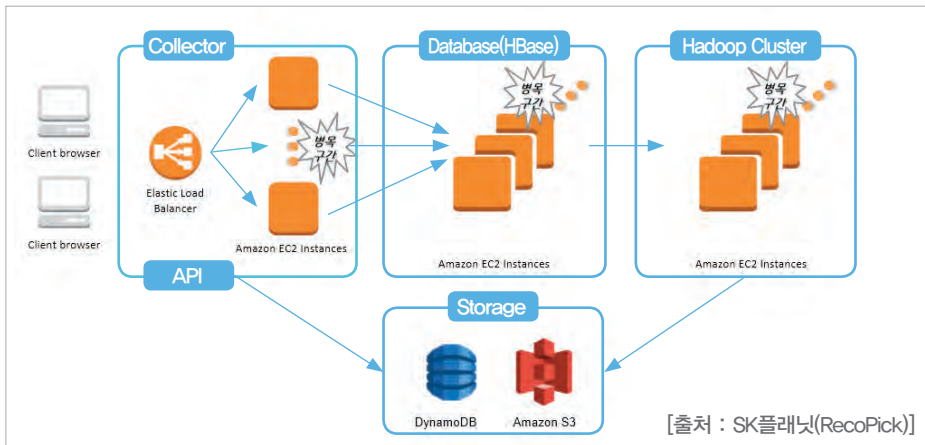 Collector
Database(HBase)
Hadoop Cluster
병목
구간
병목
구간
병목
구간
Client browser
Elastic Load
Balancer
Client browser
Amazon EC2 Instances
Amazon EC2 Instances
Amazon EC2 Instances
API
Storage
DynamoDB
Amazon S3
[출처 : SK플래닛(RecoPick)]